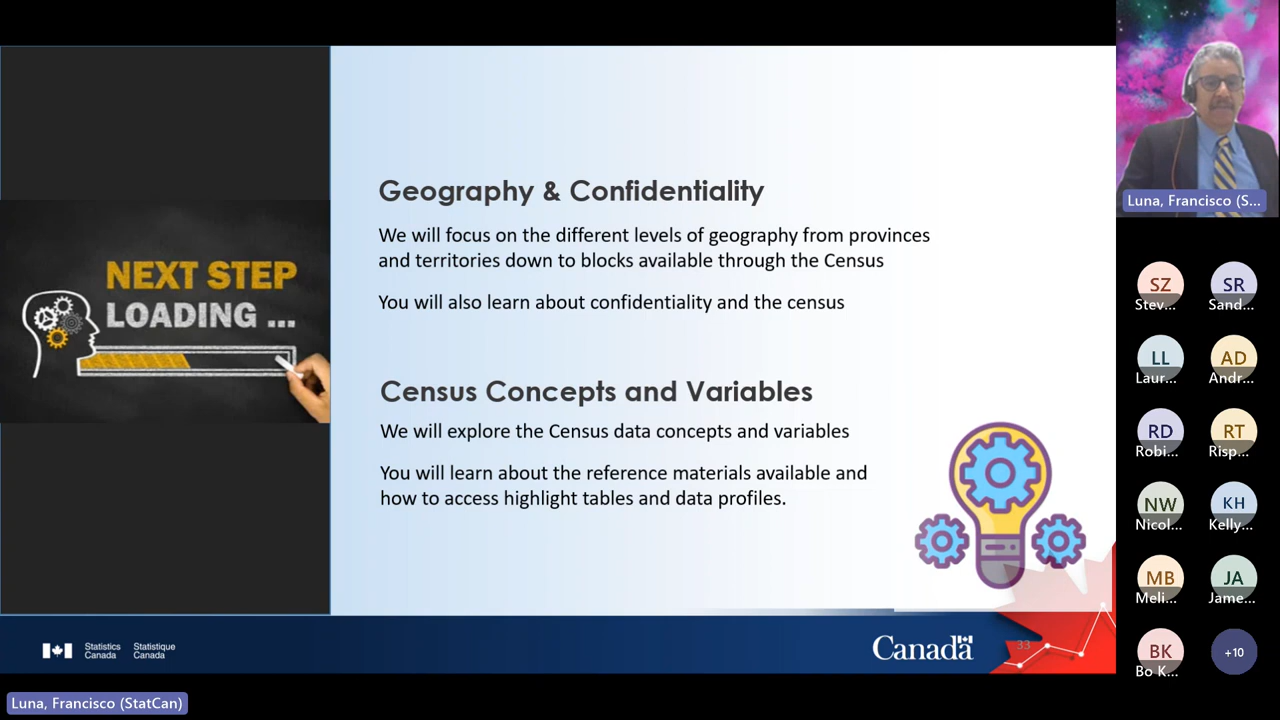 NEXT STEP
LOADING ...
Geography & Confidentiality
We will focus on the different levels of geography from provinces
and territories down to blocks available through the Census
You will also learn about confidentiality and the census
Census Concepts and Variables
We will explore the Census data concepts and variables
You will learn about the reference materials available and
how to access highlight tables and data profiles.
Statistics Statistique
Canada Canada
Canada
33
Luna, Francisco (StatCan)
Luna, Francisco (S...
SZ SR
Stev... Sand...
LL AD
Laur... Andr...
RD RT
Robi... Risp...
NW KH
Nicol... Kelly...
MB JA
Meli... Jame...
BK +10
Bo K...